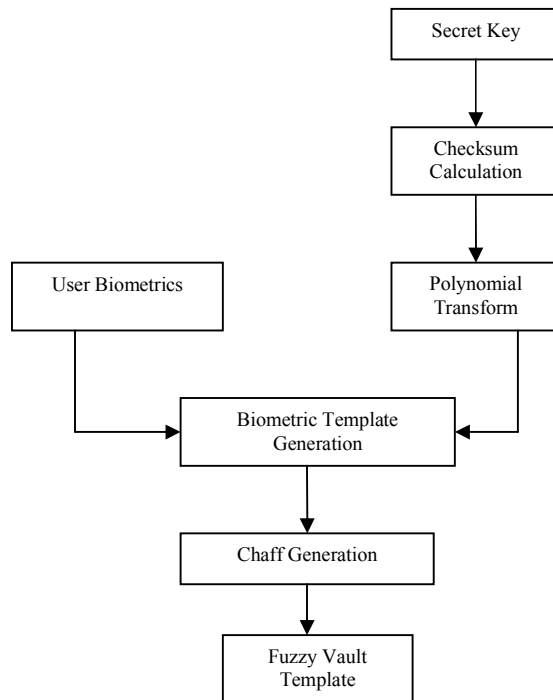 Secret Key
Checksum
Calculation
User Biometrics
Polynomial
Transform
Biometric Template
Generation
Chaff Generation
Fuzzy Vault
Template